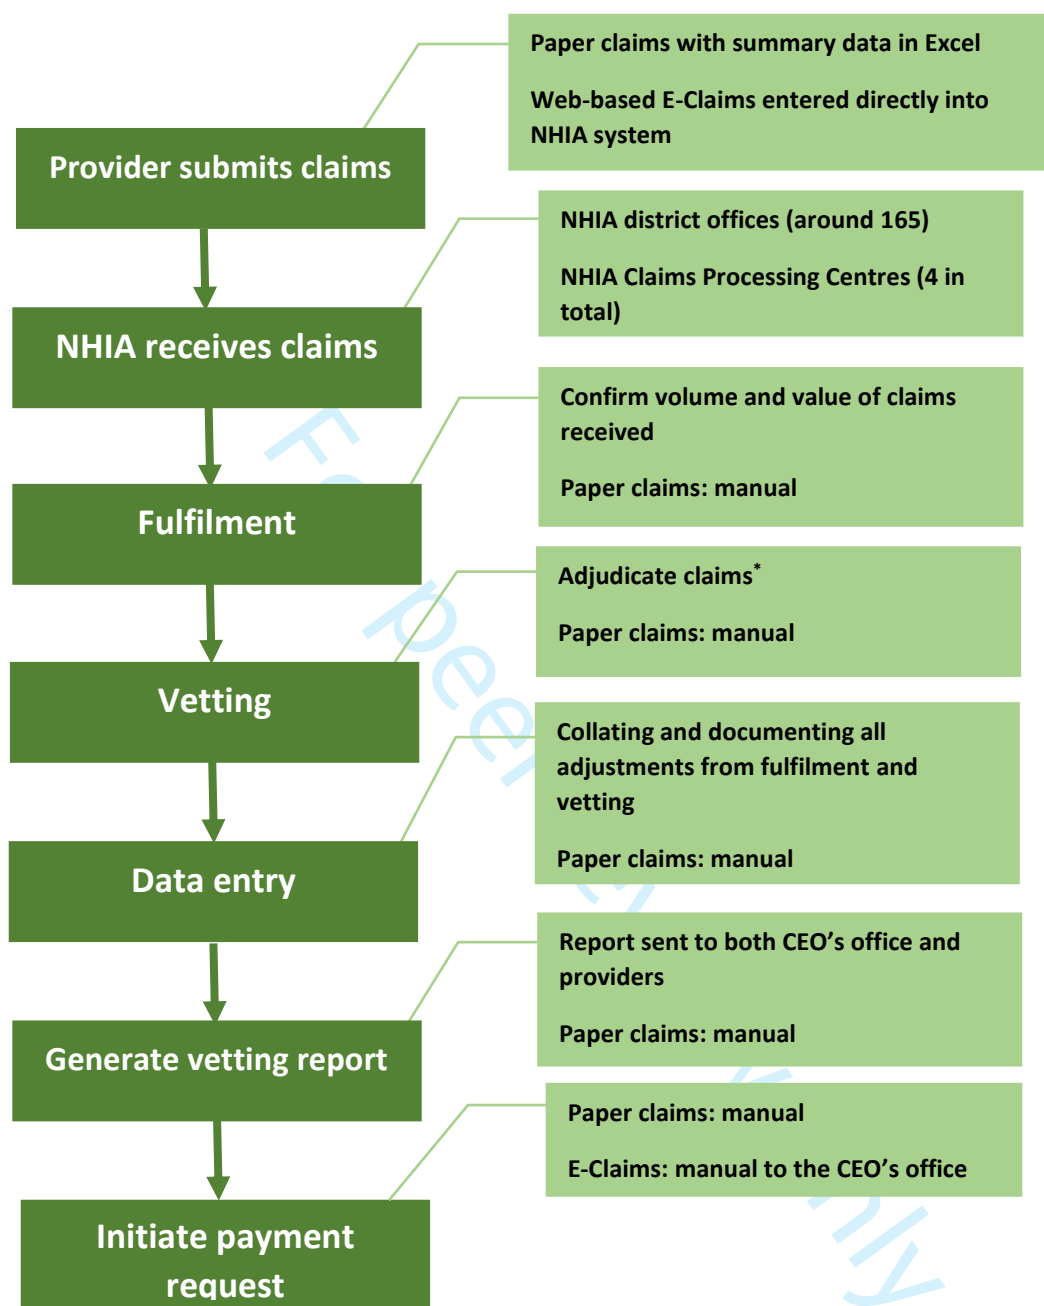 Paper claims with summary data in Excel
Web-based E-Claims entered directly into
NHIA system
Provider submits claims
NHIA district offices (around 165)
NHIA Claims Processing Centres (4 in
total)
NHIA receives claims
Confirm volume and value of claims
received
Paper claims: manual
Fulfilment
Adjudicate claims*
Paper claims: manual
Vetting
Collating and documenting all
adjustments from fulfilment and
vetting
Paper claims: manual
Data entry
Report sent to both CEO’s office and
providers
Paper claims: manual
Generate vetting report
Paper claims: manual
E-Claims: manual to the CEO’s office
Initiate payment
request